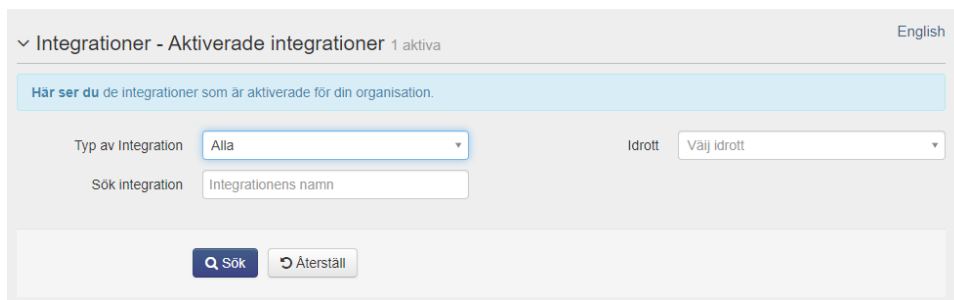 English
Integrationer - Aktiverade integrationer 1 aktiva
Här ser du de integrationer som är aktiverade för din organisation.
Typ av Integration Alla Idrott Välj idrott
Sök integration Integrationens namn
Sök Återställ